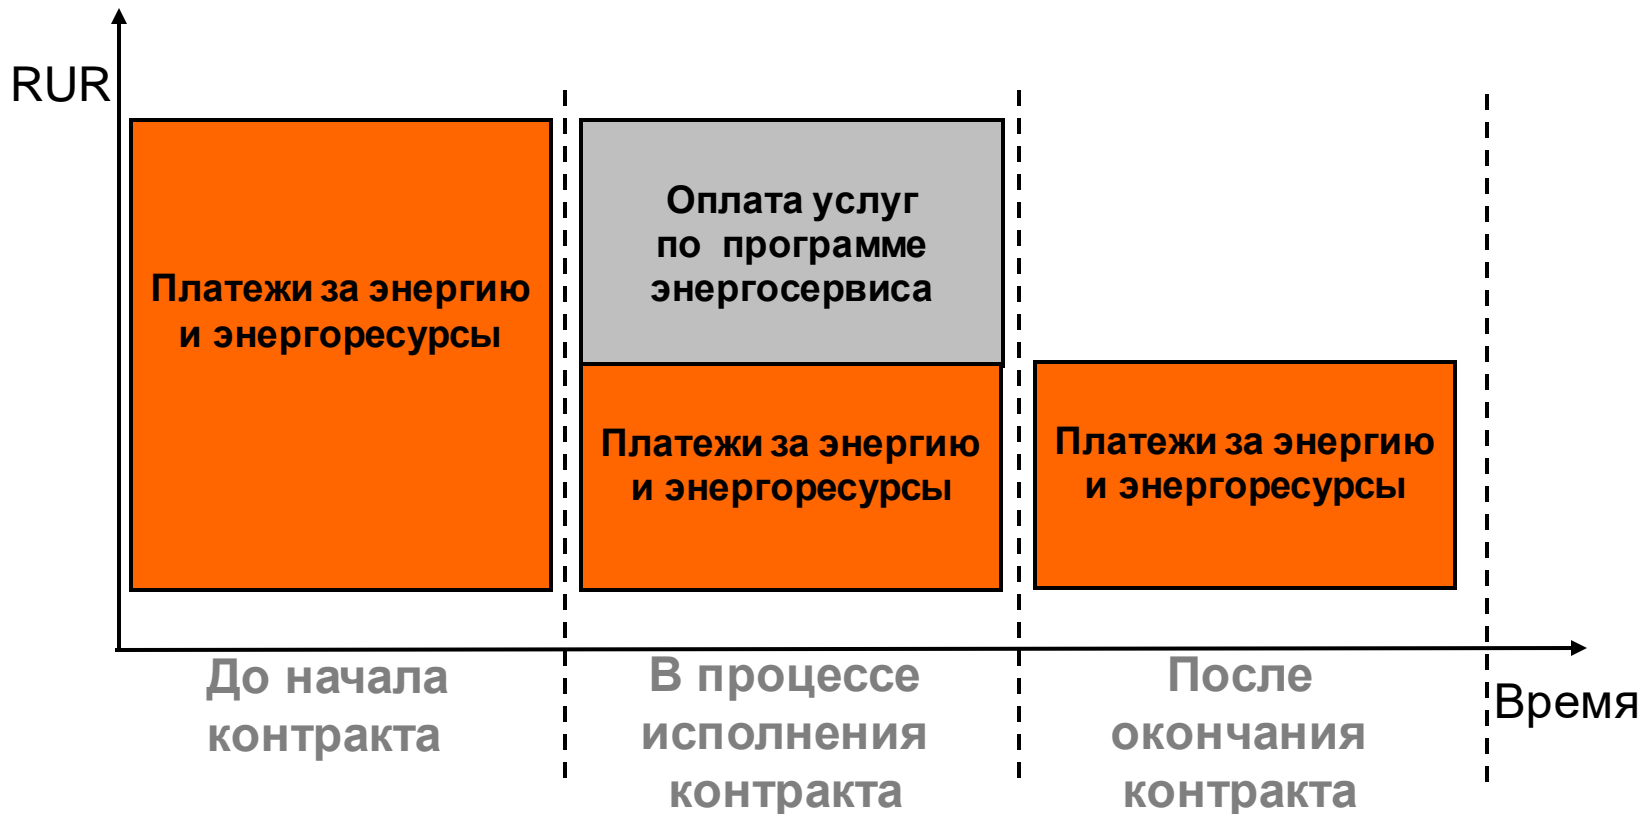 RUR
Платежи за энергию
и энергоресурсы
Оплата услуг
по программе
энергосервиса
Платежи за энергию
и энергоресурсы
Платежи за энергию
и энергоресурсы
До начала
контракта
В процессе
исполнения
контракта
После
окончания
контракта
Время